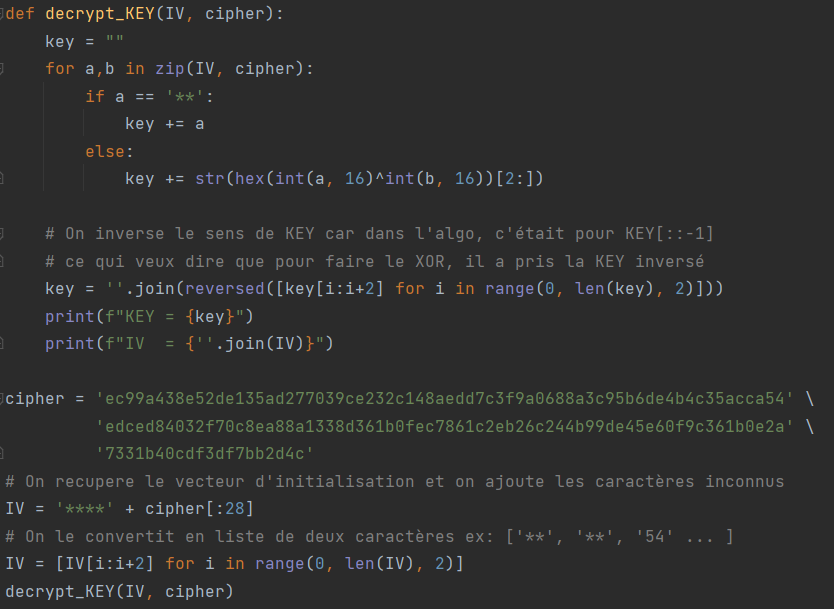 def decrypt_KEY(IV, cipher):
    key = ""
    for a,b in zip(IV, cipher):
        if a == '**':
            key += a
        else:
            key += str(hex(int(a, 16)^int(b, 16))[2:])

    # On inverse le sens de KEY car dans l'algo, c'était pour KEY[::-1]
    # ce qui veux dire que pour faire le XOR, il a pris la KEY inversé
    key = ''.join(reversed([key[i:i+2] for i in range(0, len(key), 2)]))
    print(f"KEY = {key}")
    print(f"IV  = {''.join(IV)}")

cipher = 'ec99a438e52de135ad277039ce232c148aedd7c3f9a0688a3c95b6de4b4c35acca54' \
         'edced84032f70c8ea88a1338d361b0fec7861c2eb26c244b99de45e60f9c361b0e2a' \
         '7331b40cdf3df7bb2d4c'
# On recupere le vecteur d'initialisation et on ajoute les caractères inconnus
IV = '****' + cipher[:28]
# On le convertit en liste de deux caractères ex: ['**', '**', '54' ... ]
IV = [IV[i:i+2] for i in range(0, len(IV), 2)]
decrypt_KEY(IV, cipher)